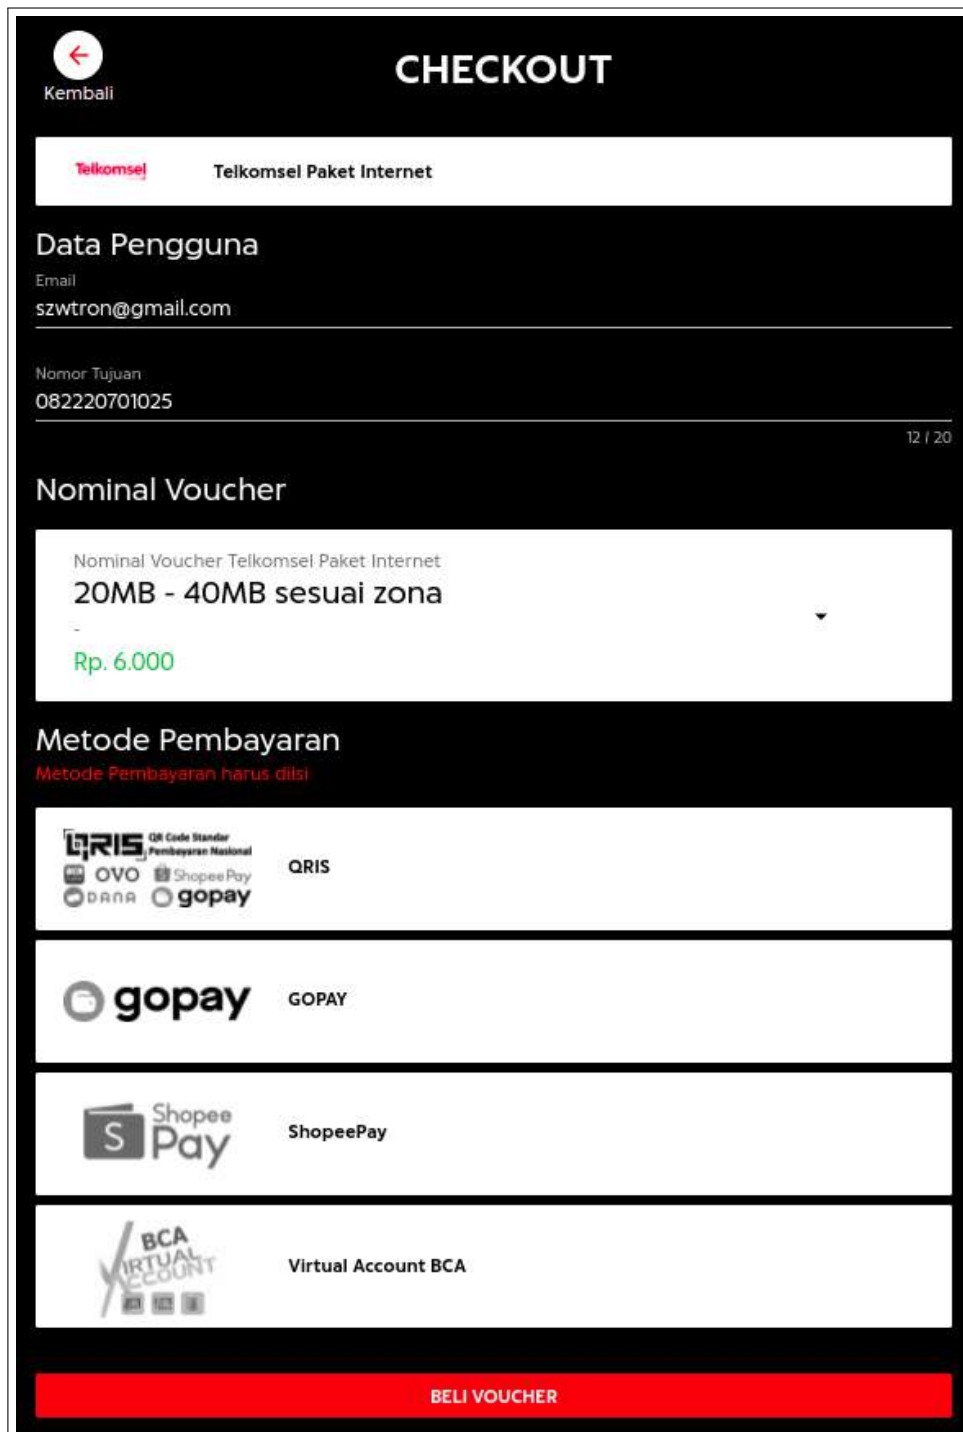 CHECKOUT
Kembali
Telkomsel Telkomsel Paket Internet
Data Pengguna
Email
szwtron@gmail.com
Nomor Tujuan
082220701025
12 / 20
Nominal Voucher
Nominal Voucher Telkomsel Paket Internet
20MB - 40MB sesuai zona
-
Rp. 6.000
Metode Pembayaran
Metode Pembayaran harus diisi
QRIS QR Code Standar
Pembayaran Nasional
OVO ShopeePay
DANA gopay
QRIS
gopay GOPAY
S Shopee
Pay
ShopeePay
BCA
VIRTUAL
ACCOUNT
Virtual Account BCA
BELI VOUCHER